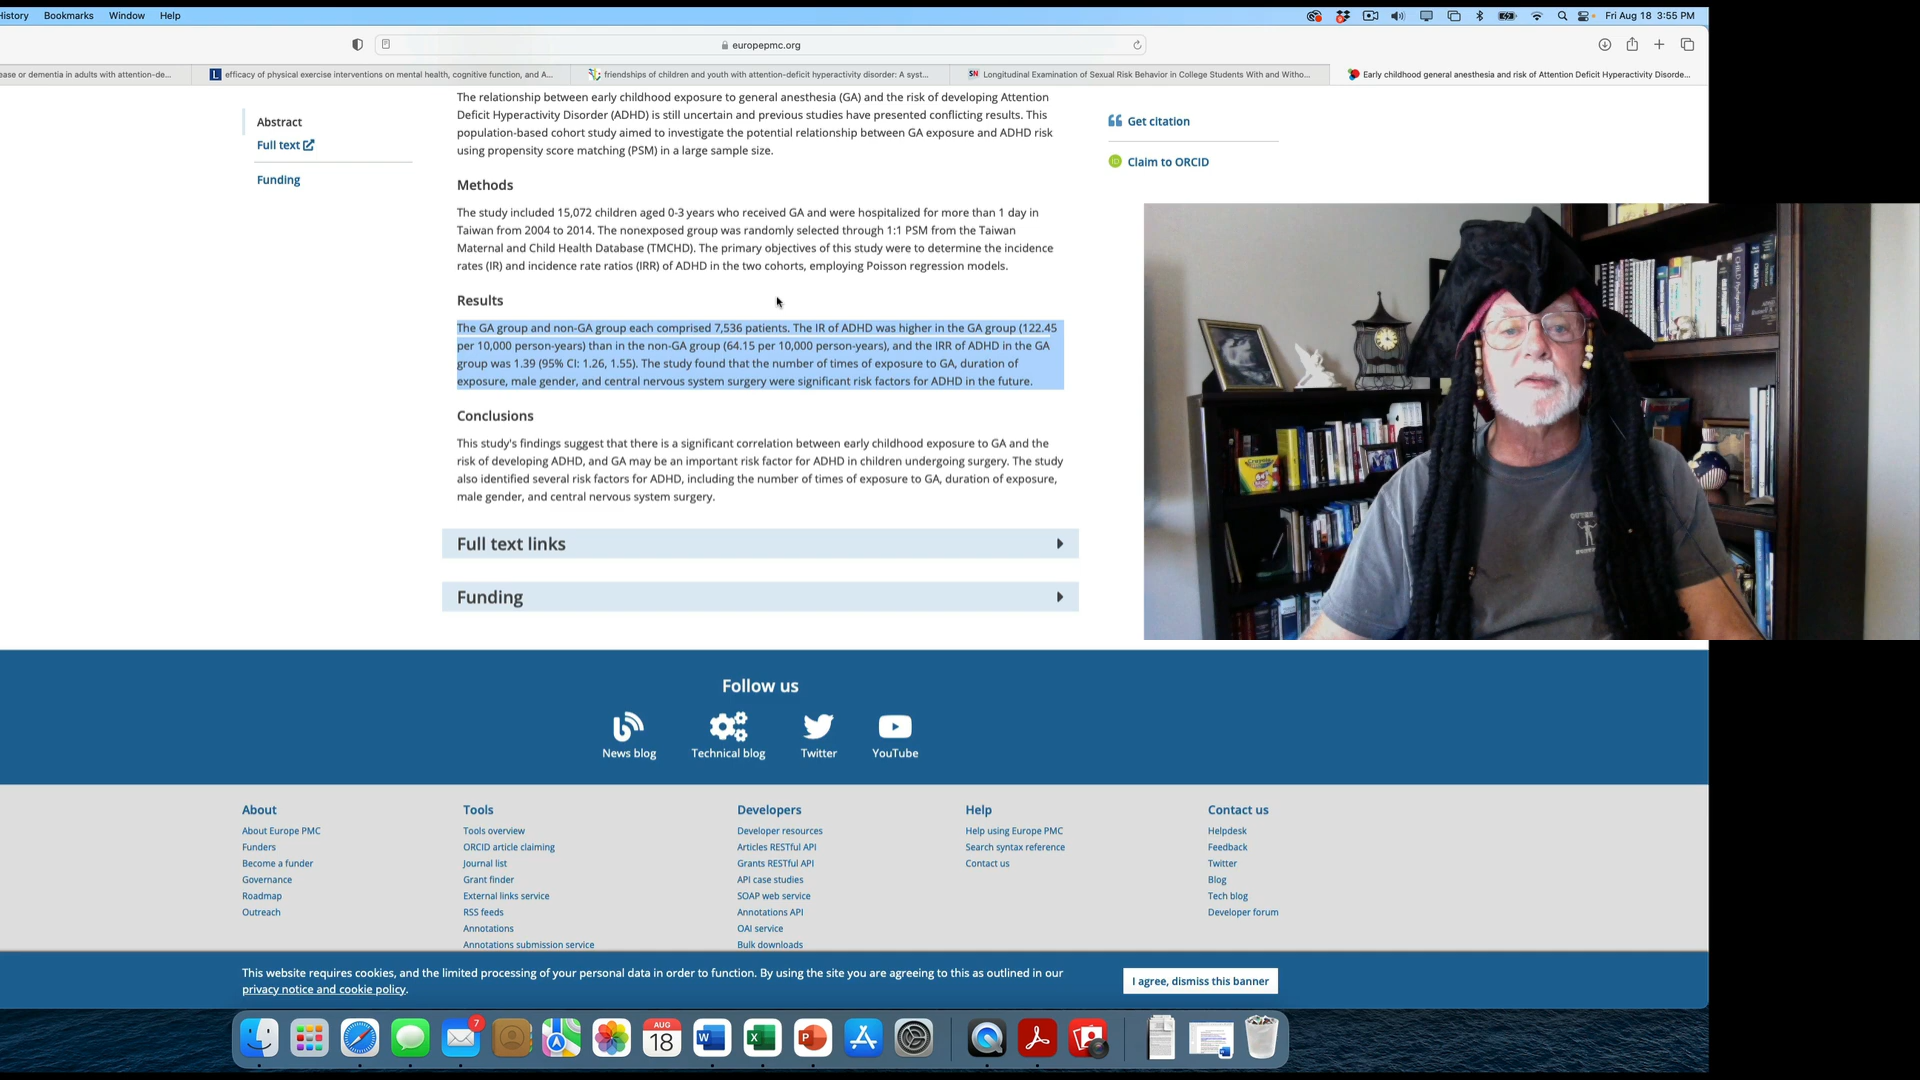 History Bookmarks Window Help
Fri Aug 18 3:55 PM
europepmc.org
ease or dementia in adults with attention-de...
efficacy of physical exercise interventions on mental health, cognitive function, and A...
friendships of children and youth with attention-deficit hyperactivity disorder: A syst...
SN Longitudinal Examination of Sexual Risk Behavior in College Students With and Witho...
Early childhood general anesthesia and risk of Attention Deficit Hyperactivity Disorde...
Abstract
Full text
Funding
The relationship between early childhood exposure to general anesthesia (GA) and the risk of developing Attention
Deficit Hyperactivity Disorder (ADHD) is still uncertain and previous studies have presented conflicting results. This
population-based cohort study aimed to investigate the potential relationship between GA exposure and ADHD risk
using propensity score matching (PSM) in a large sample size.
Methods
The study included 15,072 children aged 0-3 years who received GA and were hospitalized for more than 1 day in
Taiwan from 2004 to 2014. The nonexposed group was randomly selected through 1:1 PSM from the Taiwan
Maternal and Child Health Database (TMCHD). The primary objectives of this study were to determine the incidence
rates (IR) and incidence rate ratios (IRR) of ADHD in the two cohorts, employing Poisson regression models.
Results
The GA group and non-GA group each comprised 7,536 patients. The IR of ADHD was higher in the GA group (122.45
per 10,000 person-years) than in the non-GA group (64.15 per 10,000 person-years), and the IRR of ADHD in the GA
group was 1.39 (95% CI: 1.26, 1.55). The study found that the number of times of exposure to GA, duration of
exposure, male gender, and central nervous system surgery were significant risk factors for ADHD in the future.
Conclusions
This study's findings suggest that there is a significant correlation between early childhood exposure to GA and the
risk of developing ADHD, and GA may be an important risk factor for ADHD in children undergoing surgery. The study
also identified several risk factors for ADHD, including the number of times of exposure to GA, duration of exposure,
male gender, and central nervous system surgery.
Full text links
Funding
Get citation
Claim to ORCID
Follow us
News blog
Technical blog
Twitter
YouTube
About
About Europe PMC
Funders
Become a funder
Governance
Roadmap
Outreach
Tools
Tools overview
ORCID article claiming
Journal list
Grant finder
External links service
RSS feeds
Annotations
Annotations submission service
Developers
Developer resources
Articles RESTful API
Grants RESTful API
API case studies
SOAP web service
Annotations API
OAI service
Bulk downloads
Help
Help using Europe PMC
Search syntax reference
Contact us
Contact us
Helpdesk
Feedback
Twitter
Blog
Tech blog
Developer forum
This website requires cookies, and the limited processing of your personal data in order to function. By using the site you are agreeing to this as outlined in our
privacy notice and cookie policy.
I agree, dismiss this banner
7
AUG
18
W
X
P